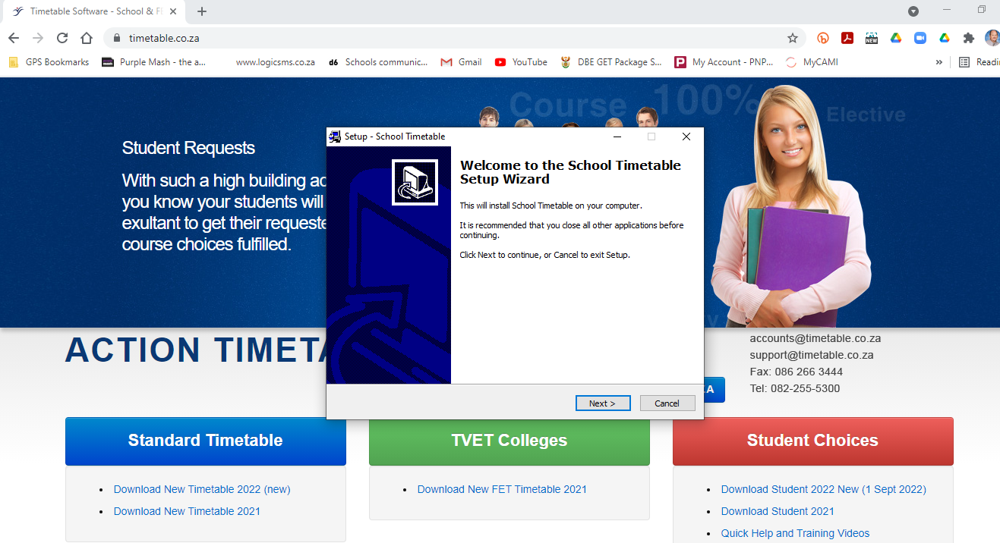 Timetable Software - School & F
timetable.co.za
NEW
GPS Bookmarks
Purple Mash - the a...
www.logicsms.co.za
d6
Schools communic...
Gmail
YouTube
DBE GET Package S...
My Account - PNP...
MyCAMI
»
Readi
Course
100%
Elective
Student Requests
With such a high building ac
you know your students will
exultant to get their requeste
course choices fulfilled.
Setup - School Timetable
Welcome to the School Timetable
Setup Wizard
This will install School Timetable on your computer.
It is recommended that you close all other applications before
continuing.
Click Next to continue, or Cancel to exit Setup.
Next >
Cancel
ACTION TIMETA
accounts@timetable.co.za
support@timetable.co.za
Fax: 086 266 3444
Tel: 082-255-5300
Standard Timetable
• Download New Timetable 2022 (new)
• Download New Timetable 2021
TVET Colleges
• Download New FET Timetable 2021
Student Choices
• Download Student 2022 New (1 Sept 2022)
• Download Student 2021
• Quick Help and Training Videos